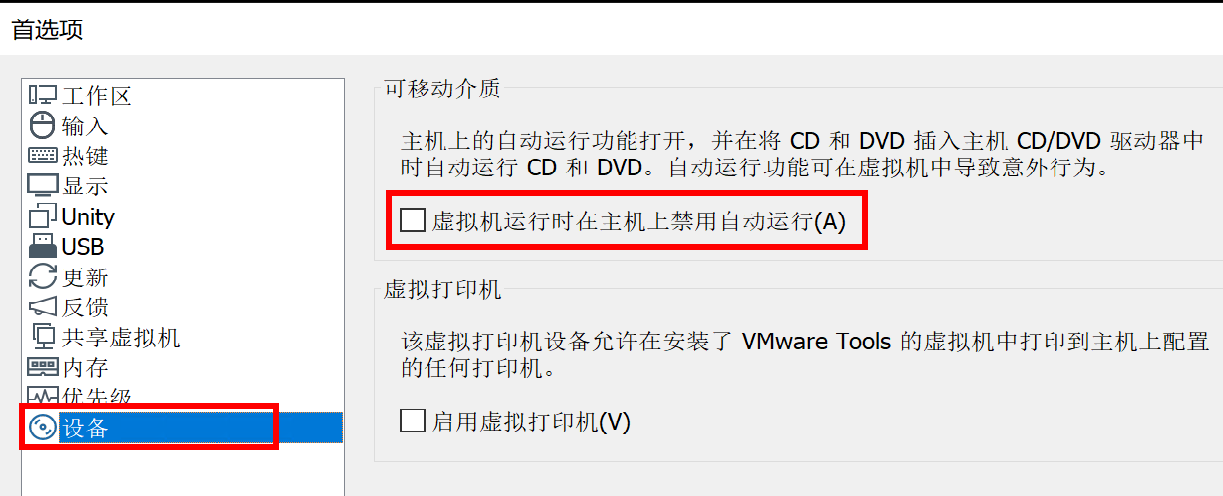 首选项
工作区
输入
热键
显示
Unity
USB
更新
反馈
共享虚拟机
内存
优先级
设备
可移动介质
主机上的自动运行功能打开，并在将 CD 和 DVD 插入主机 CD/DVD 驱动器中
时自动运行 CD 和 DVD。自动运行功能可在虚拟机中导致意外行为。
虚拟机运行时在主机上禁用自动运行(A)
虚拟打印机
该虚拟打印机设备允许在安装了 VMware Tools 的虚拟机中打印到主机上配置
的任何打印机。
启用虚拟打印机(V)